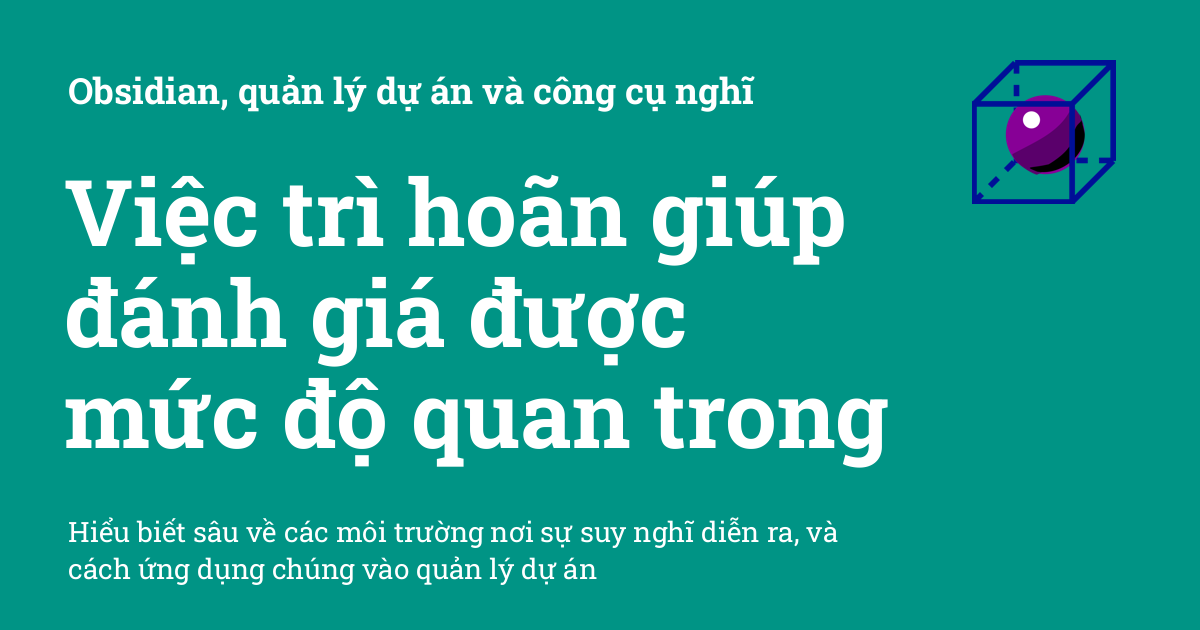 Obsidian, quản lý dự án và công cụ nghĩ
Việc trì hoãn giúp
đánh giá được
mức độ quan trong
Hiểu biết sâu về các môi trường nơi sự suy nghĩ diễn ra, và
cách ứng dụng chúng vào quản lý dự án